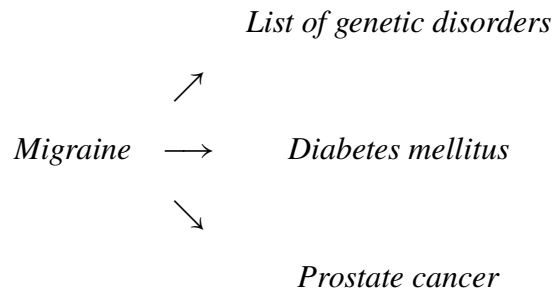 List of genetic disorders
Migraine → Diabetes mellitus
Prostate cancer